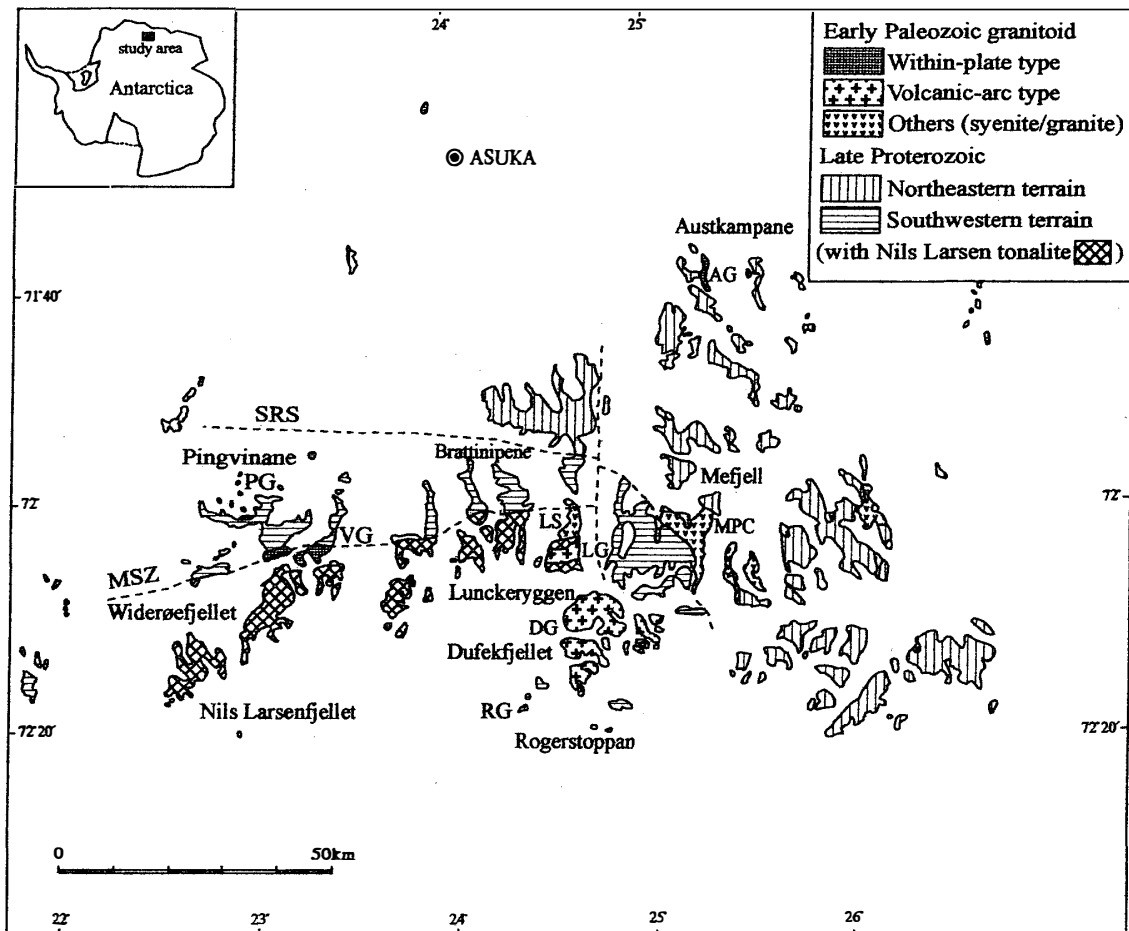 24˚
25˚
study area
Antarctica
Early Paleozoic granitoid
Within-plate type
Volcanic-arc type
Others (syenite/granite)
Late Proterozoic
Northeastern terrain
Southwestern terrain
(with Nils Larsen tonalite )
ASUKA
Austkampane
AG
71˚40′
71˚40′
SRS
Pingvinane
PG
Brattinipene
Mefjell
72˚
72˚
VG
LS
MPC
LG
MSZ
Widerøefjellet
Lunckeryggen
DG
Dufekfjellet
Nils Larsenfjellet
RG
Rogerstoppan
72˚20′
72˚20′
0 50km
22˚
23˚
24˚
25˚
26˚